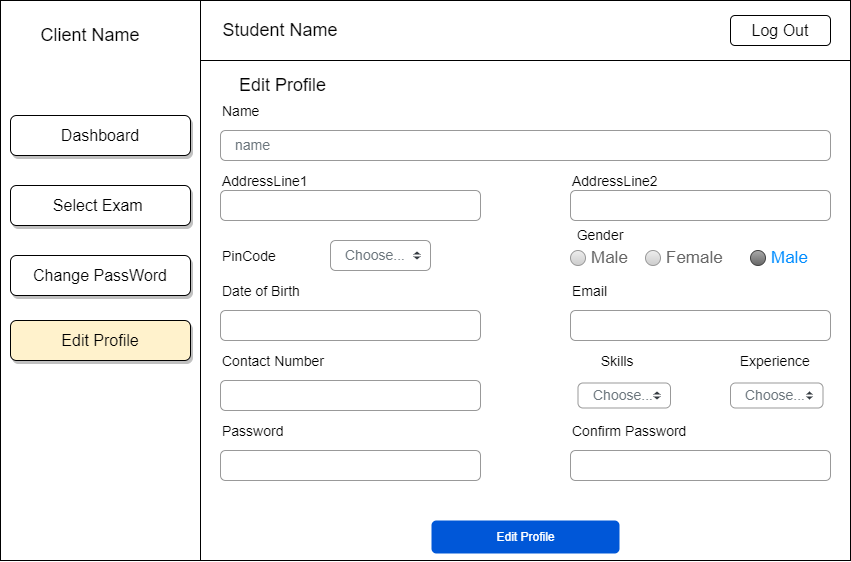 Client Name
Student Name
Log Out
Dashboard
Select Exam
Change PassWord
Edit Profile
Edit Profile
Name
name
AddressLine1
AddressLine2
PinCode
Choose...
Gender
Male
Female
Male
Date of Birth
Email
Contact Number
Skills
Experience
Choose...
Choose...
Password
Confirm Password
Edit Profile